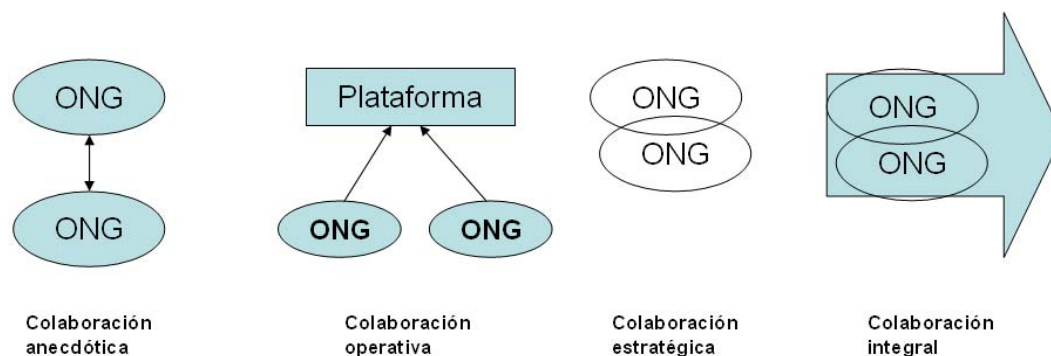 ONG
ONG
Colaboración
anecdótica
Plataforma
ONG ONG
Colaboración
operativa
ONG
ONG
Colaboración
estratégica
ONG
ONG
Colaboración
integral